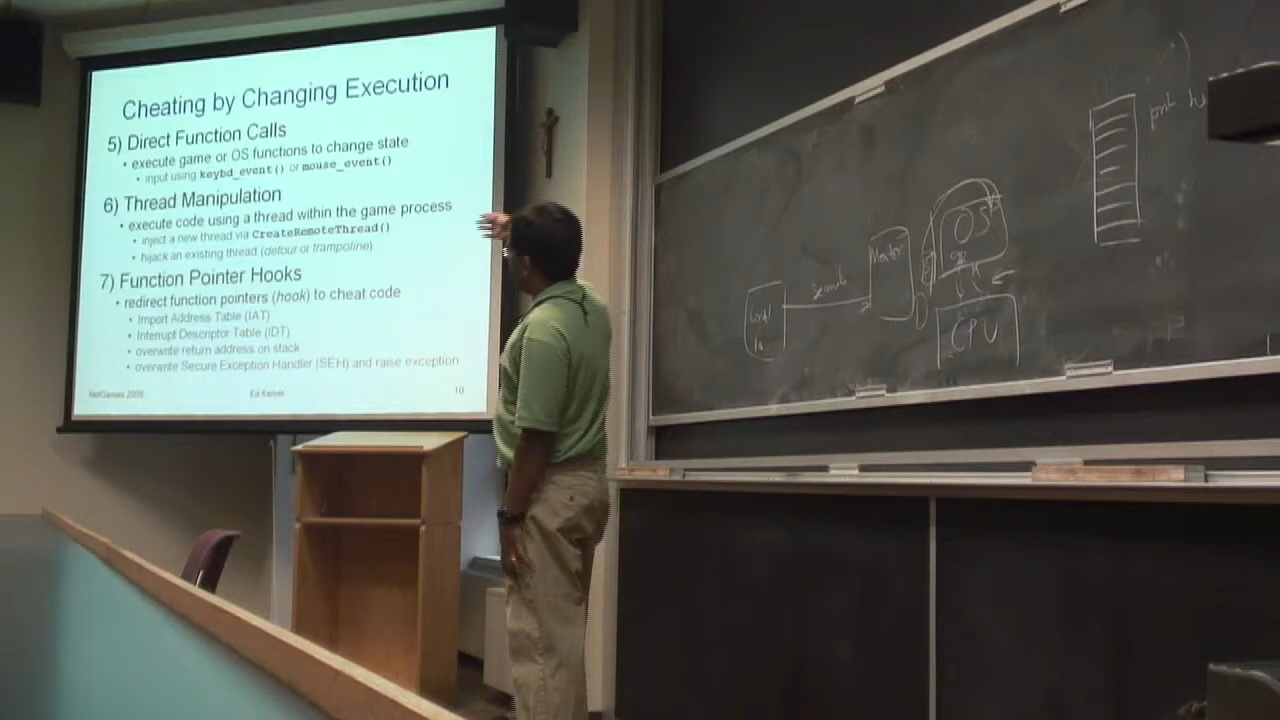 Cheating by Changing Execution
5) Direct Function Calls
• execute game or OS functions to change state
• input using keybd_event() or mouse_event()
6) Thread Manipulation
• execute code using a thread within the game process
• inject a new thread via CreateRemoteThread()
• hijack an existing thread (detour or trampoline)
7) Function Pointer Hooks
• redirect function pointers (hook) to cheat code
• Import Address Table (IAT)
• Interrupt Descriptor Table (IDT)
• overwrite return address on stack
• overwrite Secure Exception Handler (SEH) and raise exception
NetGames 2008 Ed Kaiser 10
OS
CPU